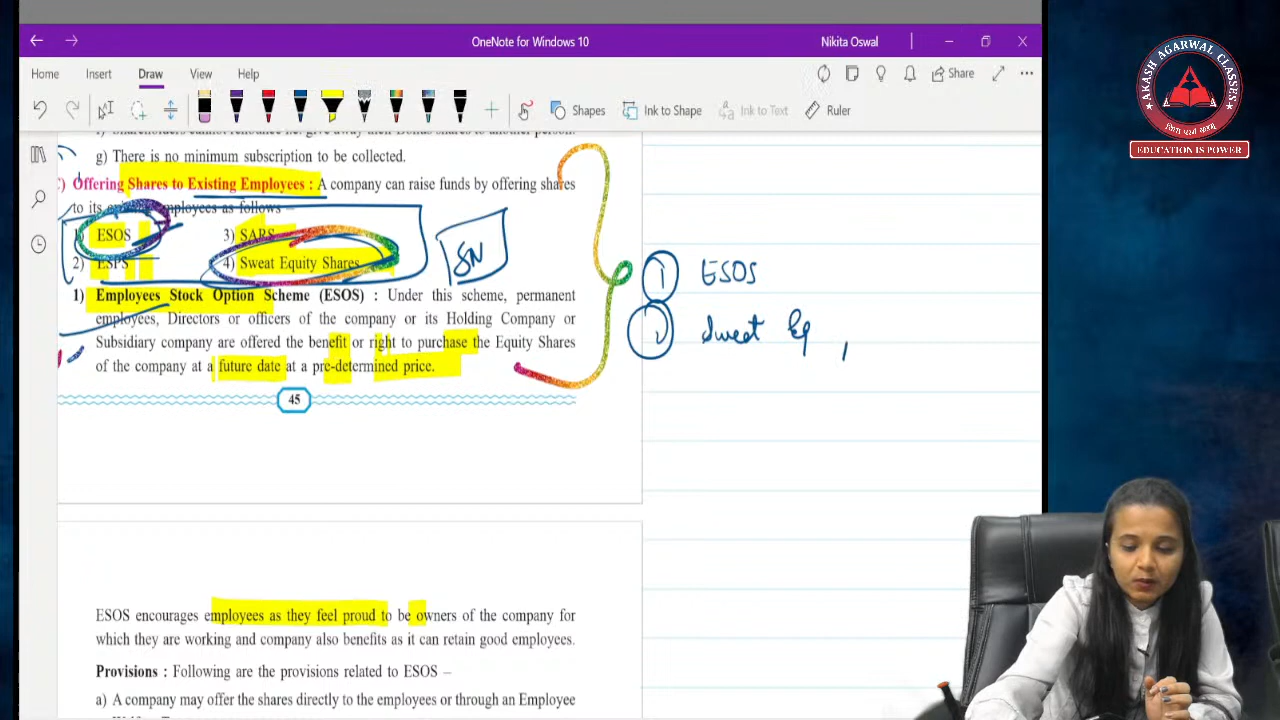 OneNote for Windows 10
Nikita Oswal
Home Insert Draw View Help
Share
Shapes Ink to Shape Ink to Text Ruler
AKASH AGARWAL CLASSES
EDUCATION IS POWER
g) There is no minimum subscription to be collected.
Offering Shares to Existing Employees : A company can raise funds by offering shares
to its existing employees as follows –
ESOS 3) SARS
2) ESPS 4) Sweat Equity Shares
SN
1) Employees Stock Option Scheme (ESOS) : Under this scheme, permanent
employees, Directors or officers of the company or its Holding Company or
Subsidiary company are offered the benefit or right to purchase the Equity Shares
of the company at a future date at a pre-determined price.
45
1 ESOS
Sweat Eq ,
ESOS encourages employees as they feel proud to be owners of the company for
which they are working and company also benefits as it can retain good employees.
Provisions : Following are the provisions related to ESOS –
a) A company may offer the shares directly to the employees or through an Employee